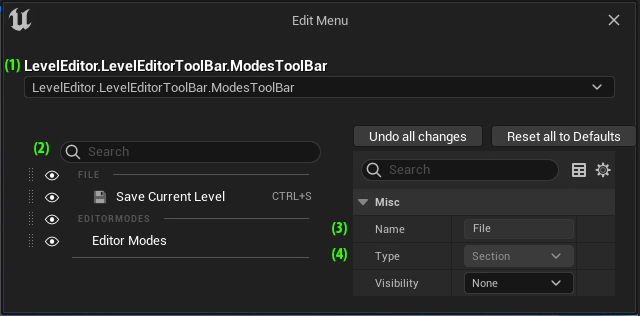 Edit Menu
(1) LevelEditor.LevelEditorToolBar.ModesToolBar
LevelEditor.LevelEditorToolBar.ModesToolBar
Undo all changes
Reset all to Defaults
(2) Search
FILE
Save Current Level CTRL+S
EDITORMODES
Editor Modes
Search
Misc
(3) Name File
(4) Type Section
Visibility None